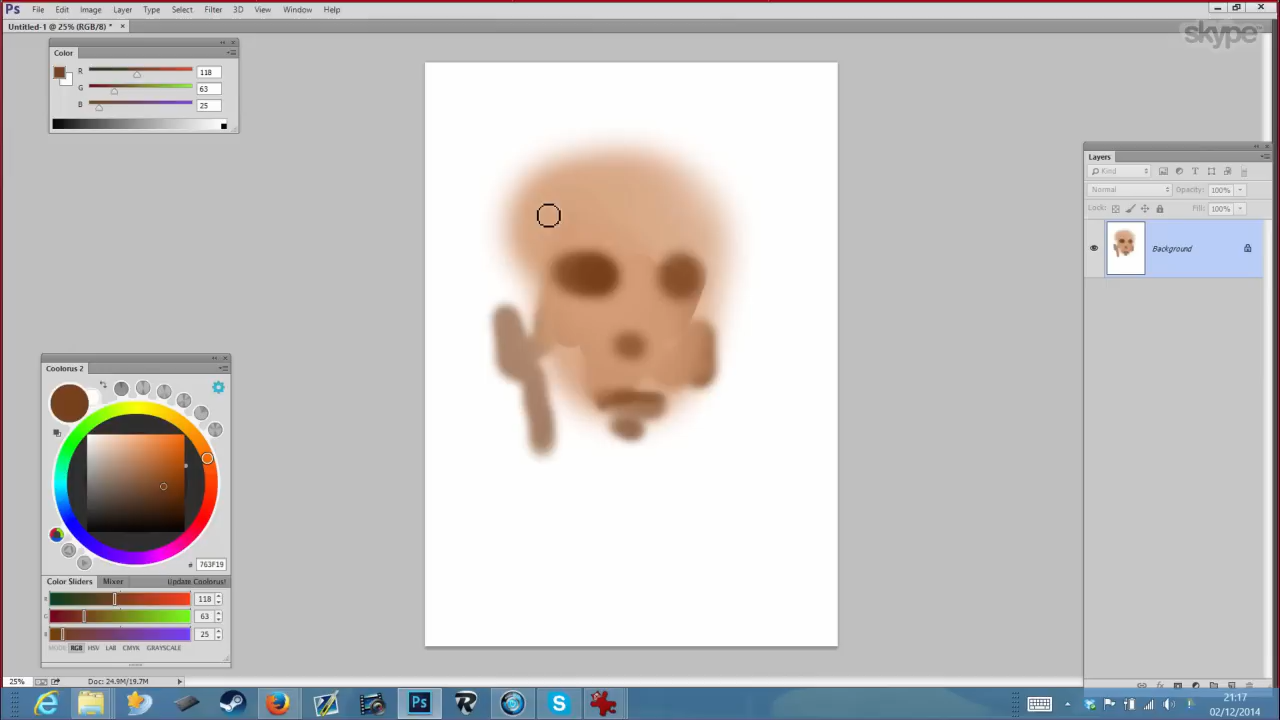 Ps File Edit Image Layer Type Select Filter 3D View Window Help
Untitled-1 @ 25% (RGB/8) * ×
skype
Color
R 118
G 63
B 25
Layers
Kind
Normal Opacity: 100%
Lock: Fill: 100%
Background
Coolorus 2
# 763F19
Color Sliders Mixer Update Coolorus!
R 118
G 63
B 25
MODE RGB HSV LAB CMYK GRAYSCALE
25% Doc: 24.9M/19.7M
Ps
21:17
02/12/2014